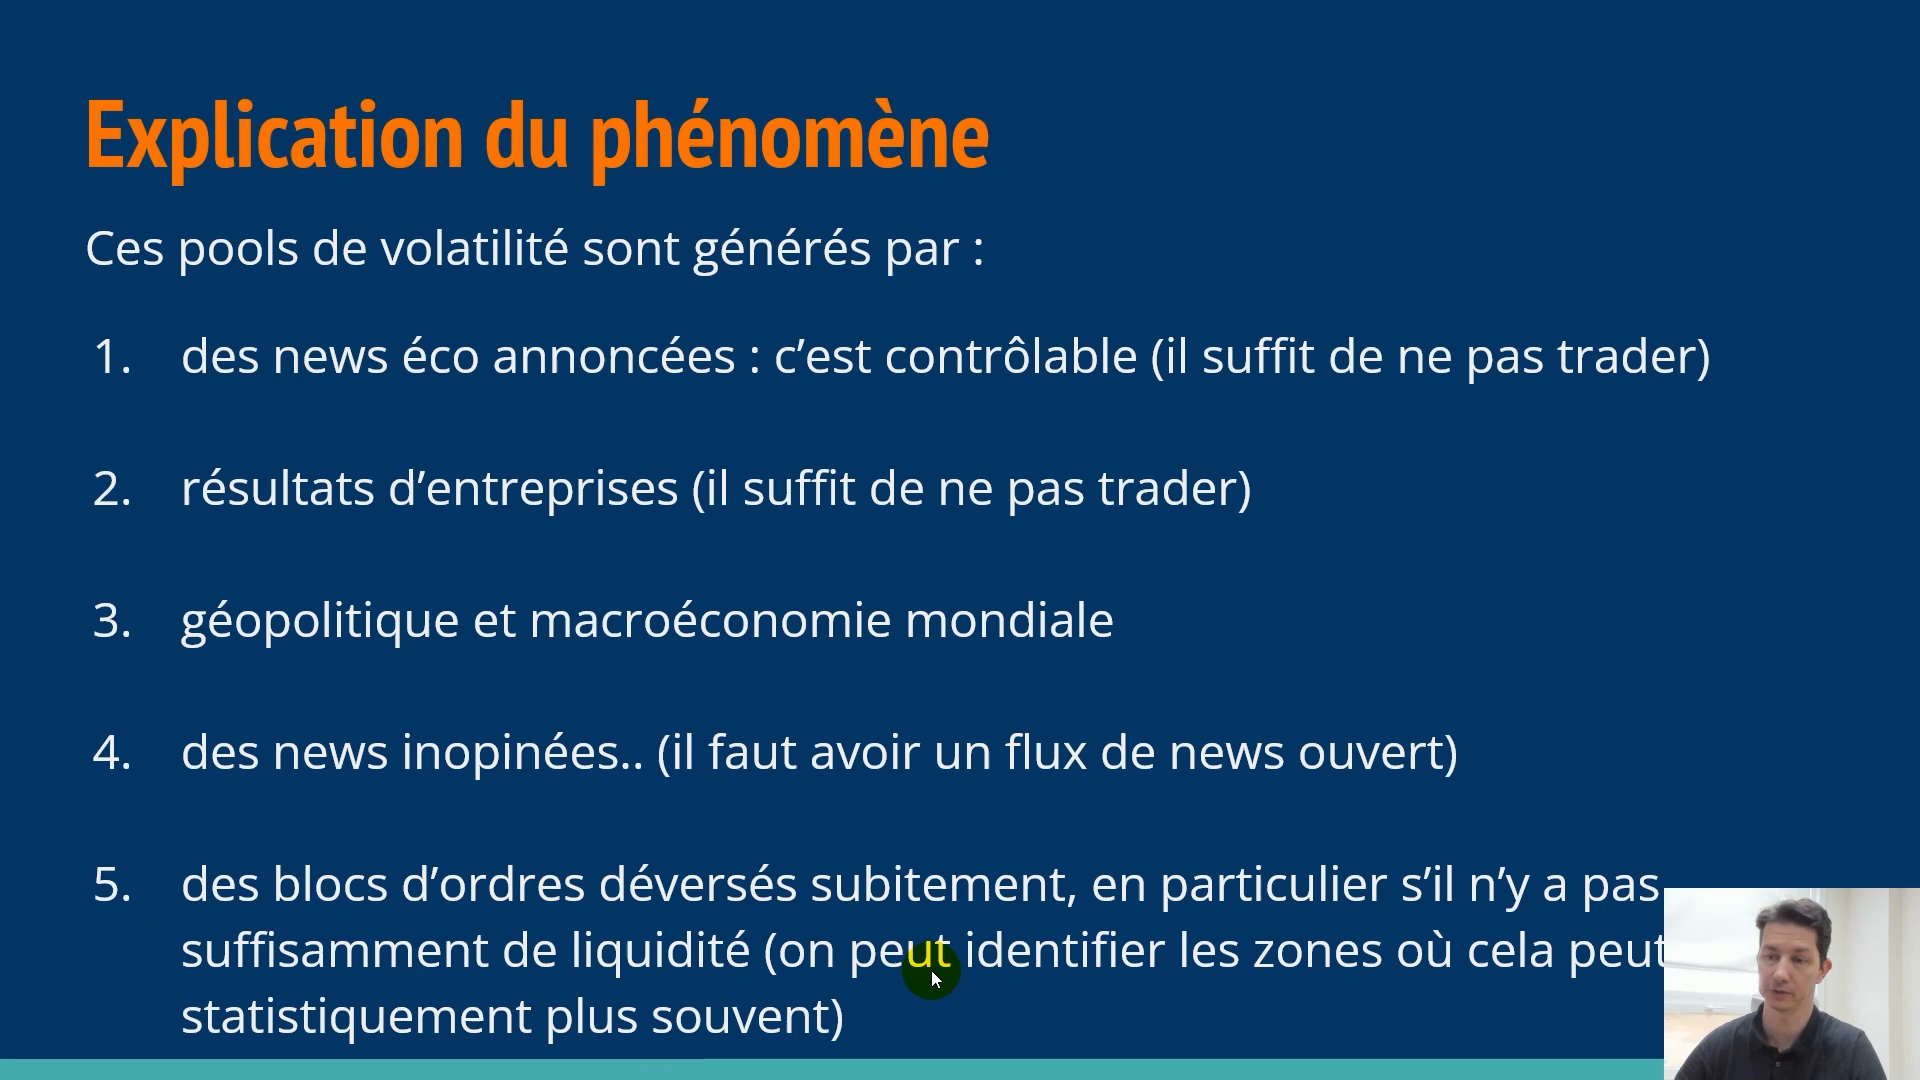 Explication du phénomène
Ces pools de volatilité sont générés par :
1. des news éco annoncées : c’est contrôlable (il suffit de ne pas trader)
2. résultats d’entreprises (il suffit de ne pas trader)
3. géopolitique et macroéconomie mondiale
4. des news inopinées.. (il faut avoir un flux de news ouvert)
5. des blocs d’ordres déversés subitement, en particulier s’il n’y a pas
suffisamment de liquidité (on peut identifier les zones où cela peut
statistiquement plus souvent)